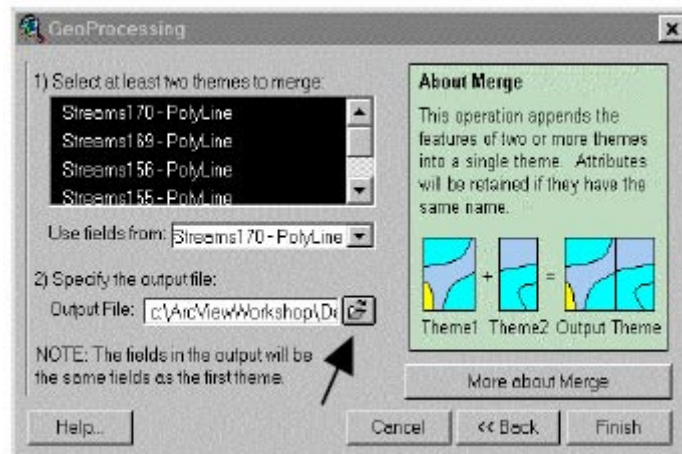 GeoProcessing
1) Select at least two themes to merge:
Streams170 - PolyLine
Streams169 - PolyLine
Streams156 - PolyLine
Streams155 - PolyLine
Use fields from: Streams170 - PolyLine
2) Specify the output file:
Output File: c:\ArcViewWorkshop\De
NOTE: The fields in the output will be
the same fields as the first theme.
About Merge
This operation appends the
features of two or more themes
into a single theme. Attributes
will be retained if they have the
same name.
+ =
Theme1 Theme2 Output Theme
More about Merge
Help... Cancel << Back Finish